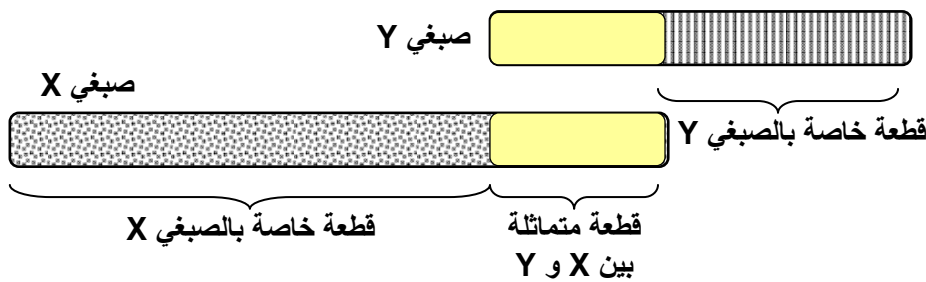 صبغي Y
صبغي X
قطعة خاصة بالصبغي Y
قطعة خاصة بالصبغي X
قطعة متماثلة
بين X و Y